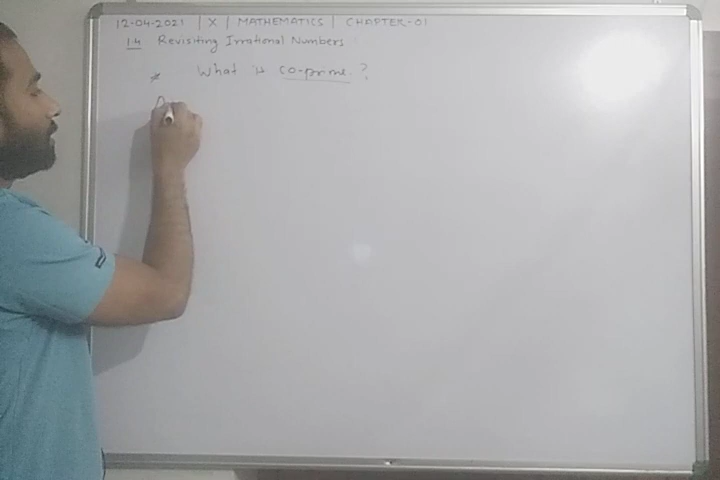 12-04-2021 | X | MATHEMATICS | CHAPTER-01
1.4 Revisiting Irrational Numbers
* What is co-prime ?